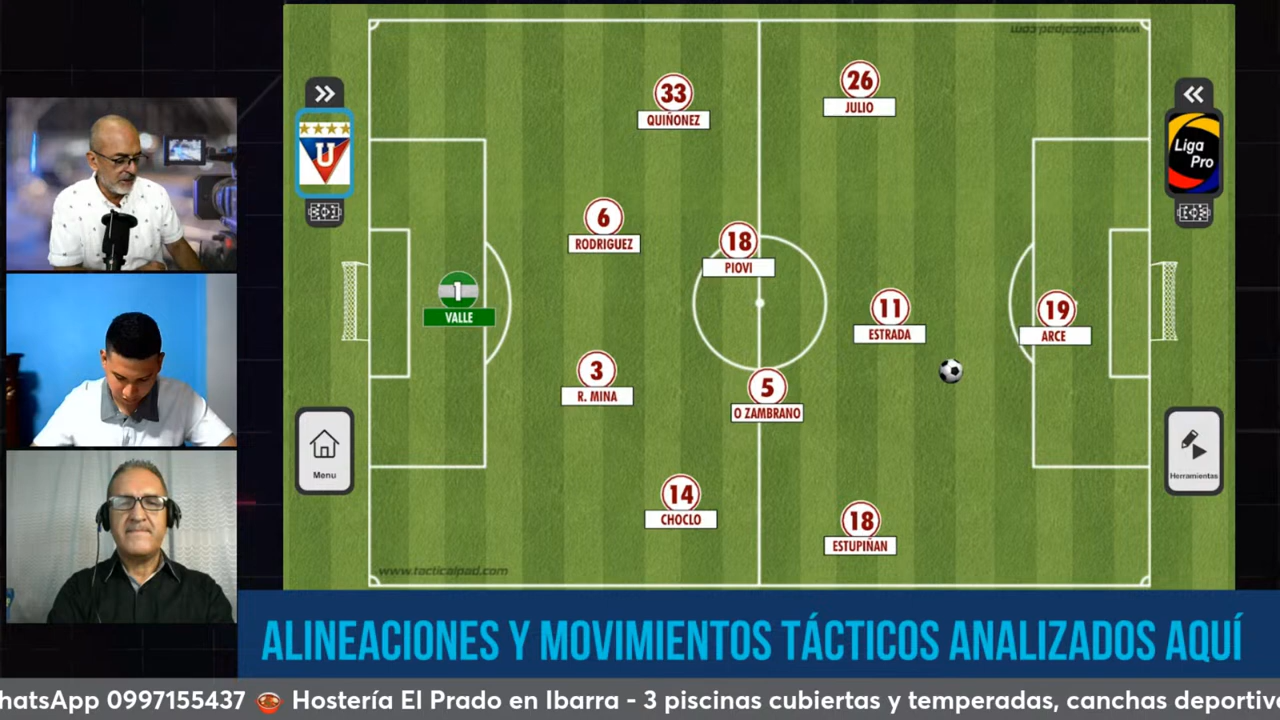 www.tacticalpad.com
33
QUIÑONEZ
26
JULIO
U
Liga
Pro
6
RODRIGUEZ
18
PIOVI
1
VALLE
11
ESTRADA
19
ARCE
3
R. MINA
5
O ZAMBRANO
Menu
Herramientas
14
CHOCLO
18
ESTUPIÑAN
www.tacticalpad.com
ALINEACIONES Y MOVIMIENTOS TÁCTICOS ANALIZADOS AQUÍ
hatsApp 0997155437 Hostería El Prado en Ibarra - 3 piscinas cubiertas y temperadas, canchas deportiv